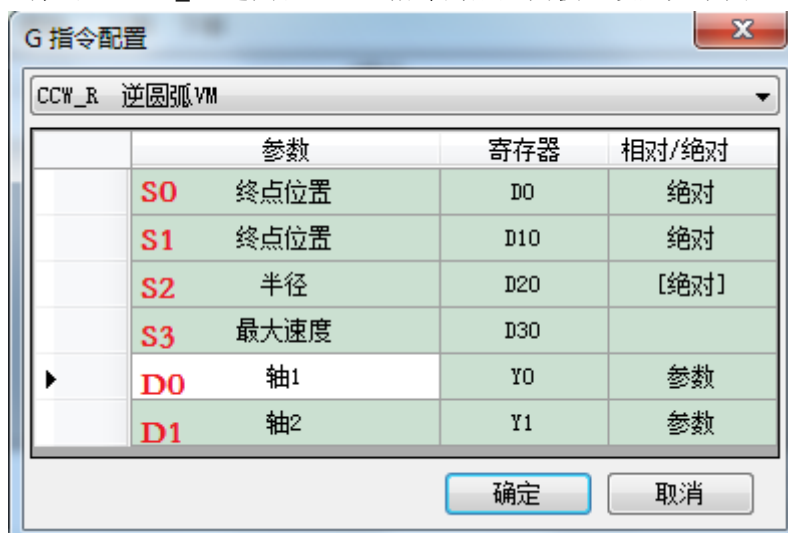 G 指令配置
CCW_R 逆圆弧VM
参数 寄存器 相对/绝对
S0 终点位置 D0 绝对
S1 终点位置 D10 绝对
S2 半径 D20 [绝对]
S3 最大速度 D30
D0 轴1 Y0 参数
D1 轴2 Y1 参数
确定 取消